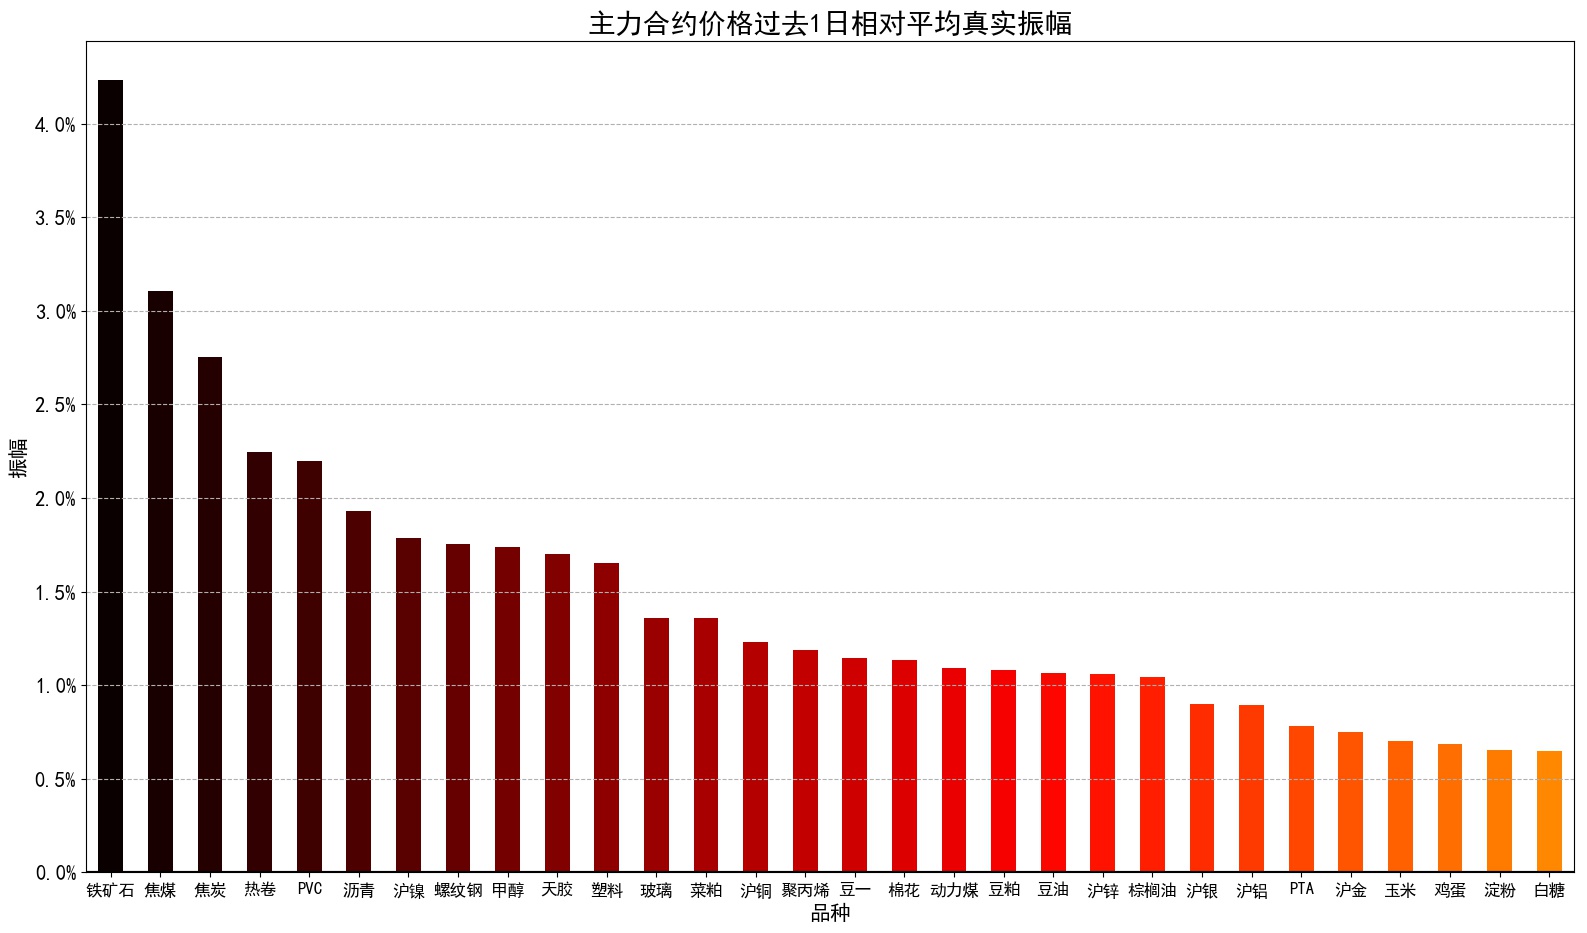 主力合约价格过去1日相对平均真实振幅
振幅
4.0%
3.5%
3.0%
2.5%
2.0%
1.5%
1.0%
0.5%
0.0%
铁矿石 焦煤 焦炭 热卷 PVC 沥青 沪镍 螺纹钢 甲醇 天胶 塑料 玻璃 菜粕 沪铜 聚丙烯 豆一 棉花 动力煤 豆粕 豆油 沪锌 棕榈油 沪银 沪铝 PTA 沪金 玉米 鸡蛋 淀粉 白糖
品种